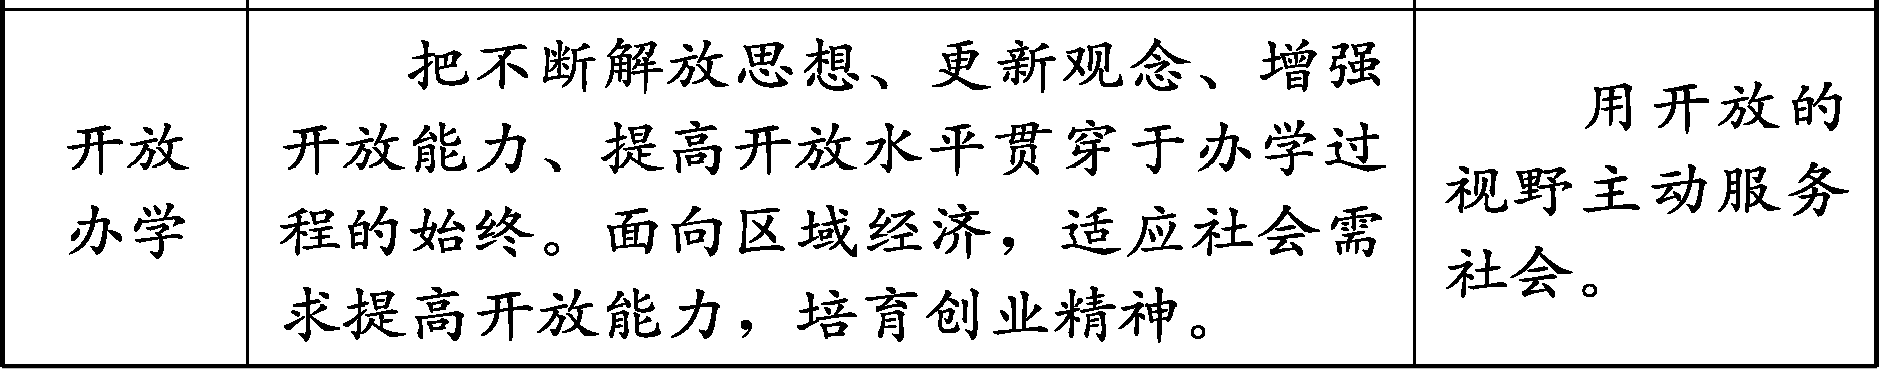 开放
办学
把不断解放思想、更新观念、增强
开放能力、提高开放水平贯穿于办学过
程的始终。面向区域经济，适应社会需
求提高开放能力，培育创业精神。
用开放的
视野主动服务
社会。